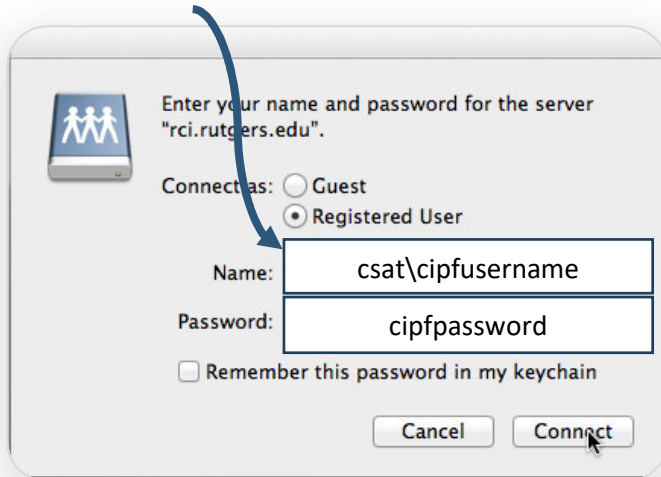 Enter your name and password for the server
"rci.rutgers.edu".
Connect as: Guest
Registered User
Name: csat\cipfusername
Password: cipfpassword
Remember this password in my keychain
Cancel Connect